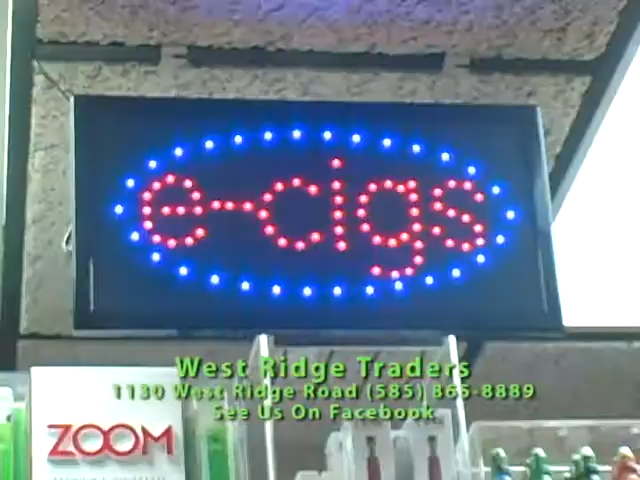 e-cigs
West Ridge Traders
1130 West Ridge Road (585) 865-8889
See Us On Facebook
ZOOM